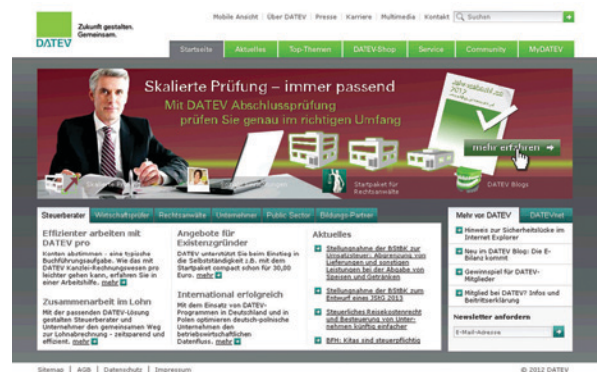 Zukunft gestalten.
Gemeinsam.
DATEV
Mobile Ansicht | Über DATEV | Presse | Karriere | Multimedia | Kontakt
Suchen
Startseite
Aktuelles
Top-Themen
DATEV-Shop
Service
Community
MyDATEV
Skalierte Prüfung – immer passend
Mit DATEV Abschlussprüfung
prüfen Sie genau im richtigen Umfang
Jahresabschluss
2012
mehr erfahren
Startpaket für
Rechtsanwälte
DATEV Blogs
Steuerberater
Wirtschaftsprüfer
Rechtsanwälte
Unternehmer
Public Sector
Bildungs-Partner
Effizienter arbeiten mit
DATEV pro
Konten abstimmen - eine typische
Buchführungsaufgabe. Wie das mit
DATEV Kanzlei-Rechnungswesen pro
leichter gehen kann, erfahren Sie in
einer Arbeitshilfe. mehr
Zusammenarbeit im Lohn
Mit der passenden DATEV-Lösung
gestalten Steuerberater und
Unternehmer den gemeinsamen Weg
zur Lohnabrechnung - zeitsparend und
effizient. mehr
Angebote für
Existenzgründer
DATEV unterstützt Sie beim Einstieg in
die Selbstständigkeit z.B. mit dem
Startpaket compact schon für 30,00
Euro. mehr
International erfolgreich
Mit dem Einsatz von DATEV-
Programmen in Deutschland und in
Polen optimieren deutsch-polnische
Unternehmen den
betriebswirtschaftlichen
Datenfluss. mehr
Aktuelles
Stellungnahme der BStBK zur
Umsatzsteuer: Abgrenzung von
Lieferungen und sonstigen
Leistungen bei der Abgabe von
Speisen und Getränken
Stellungnahme der BStBK zum
Entwurf eines JStG 2013
Steuerliches Reisekostenrecht
und Besteuerung von Unter-
nehmen künftig einfacher
BFH: Kitas sind steuerpflichtig
Mehr von DATEV
DATEVnet
Hinweis zur Sicherheitslücke im
Internet Explorer
Neu im DATEV Blog: Die E-
Bilanz kommt
Gewinnspiel für DATEV-
Mitglieder
Mitglied bei DATEV? Infos und
Beitrittserklärung
Newsletter anfordern
E-Mail-Adresse
Sitemap | AGB | Datenschutz | Impressum
© 2012 DATEV